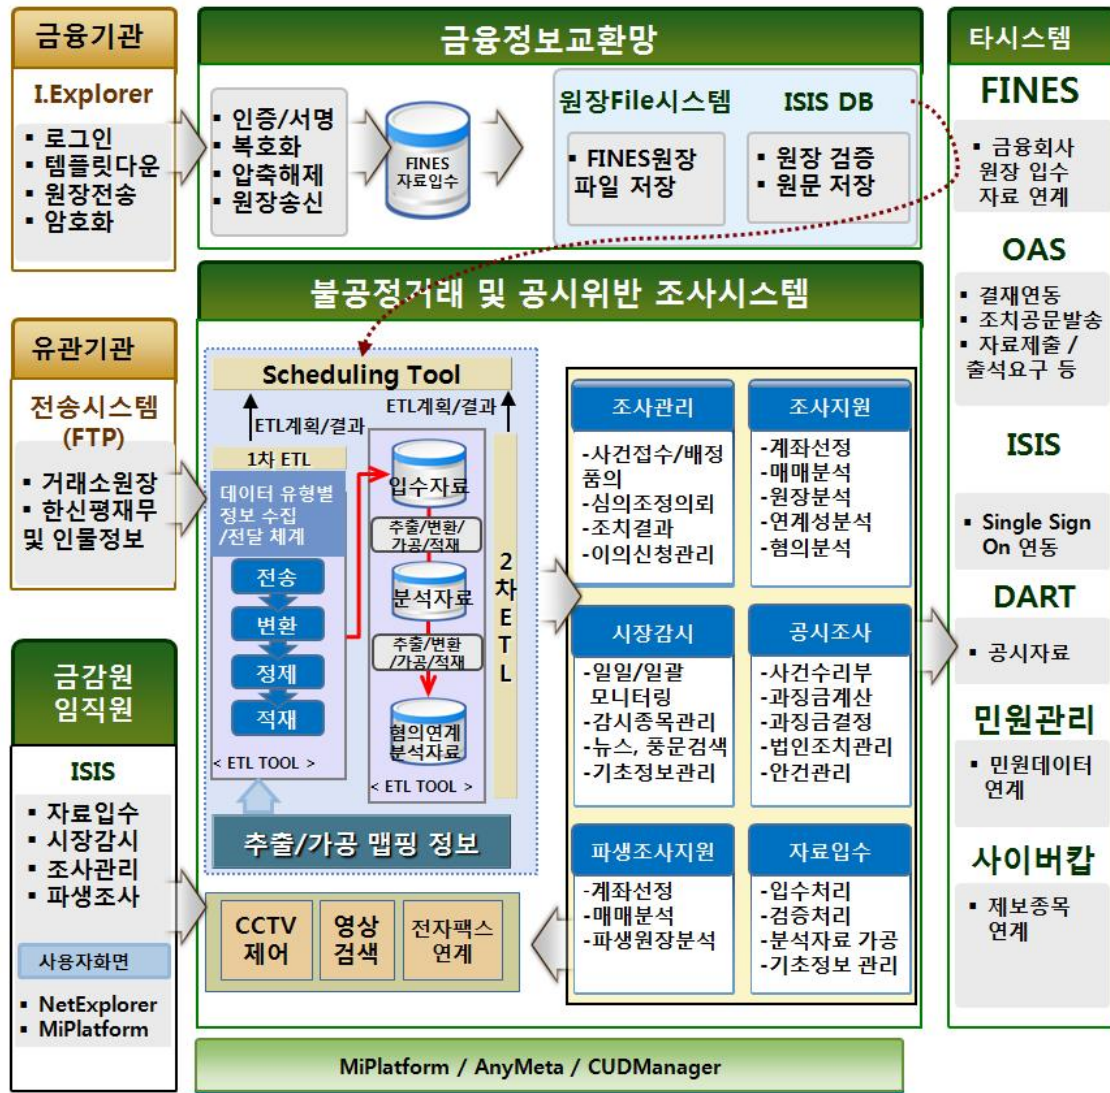 금융기관
I.Explorer
▪ 로그인
▪ 템플릿다운
▪ 원장전송
▪ 암호화
금융정보교환망
▪ 인증/서명
▪ 복호화
▪ 압축해제
▪ 원장송신
FINES
자료입수
원장File시스템
▪ FINES원장
파일 저장
ISIS DB
▪ 원장 검증
▪ 원문 저장
유관기관
전송시스템
(FTP)
▪ 거래소원장
▪ 한신평재무
및 인물정보
금감원
임직원
ISIS
▪ 자료입수
▪ 시장감시
▪ 조사관리
▪ 파생조사
사용자화면
▪ NetExplorer
▪ MiPlatform
불공정거래 및 공시위반 조사시스템
Scheduling Tool
ETL계획/결과
ETL계획/결과
1차 ETL
데이터 유형별
정보 수집
/전달 체계
전송
변환
정제
적재
< ETL TOOL >
입수자료
추출/변환/
가공/적재
분석자료
추출/변환
/가공/적재
혐의연계
분석자료
< ETL TOOL >
2차 ETL
추출/가공 맵핑 정보
CCTV
제어
영상
검색
전자팩스
연계
조사관리
-사건접수/배정
품의
-심의조정의뢰
-조치결과
-이의신청관리
조사지원
-계좌선정
-매매분석
-원장분석
-연계성분석
-혐의분석
시장감시
-일일/일괄
모니터링
-감시종목관리
-뉴스, 풍문검색
-기초정보관리
공시조사
-사건수리부
-과징금계산
-과징금결정
-법인조치관리
-안건관리
파생조사지원
-계좌선정
-매매분석
-파생원장분석
자료입수
-입수처리
-검증처리
-분석자료 가공
-기초정보 관리
타시스템
FINES
▪ 금융회사
원장 입수
자료 연계
OAS
▪ 결재연동
▪ 조치공문발송
▪ 자료제출 /
출석요구 등
ISIS
▪ Single Sign
On 연동
DART
▪ 공시자료
민원관리
▪ 민원데이터
연계
사이버캅
▪ 제보종목
연계
MiPlatform / AnyMeta / CUDManager